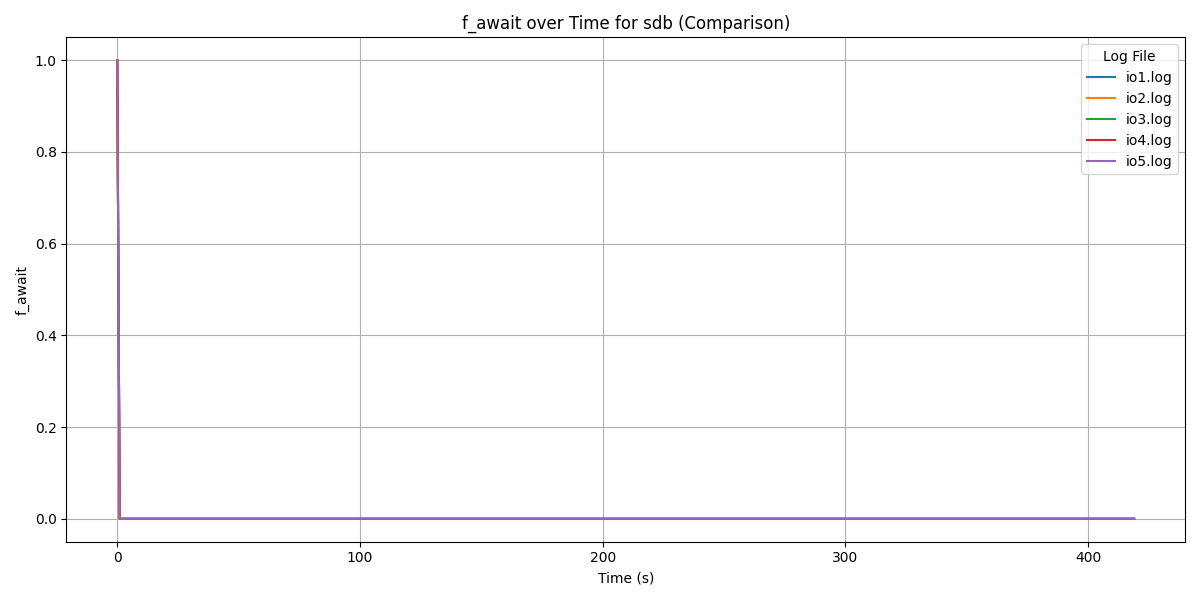 f_await over Time for sdb (Comparison)
Log File
io1.log
io2.log
io3.log
io4.log
io5.log
1.0
0.8
0.6
0.4
0.2
0.0
f_await
0 100 200 300 400
Time (s)